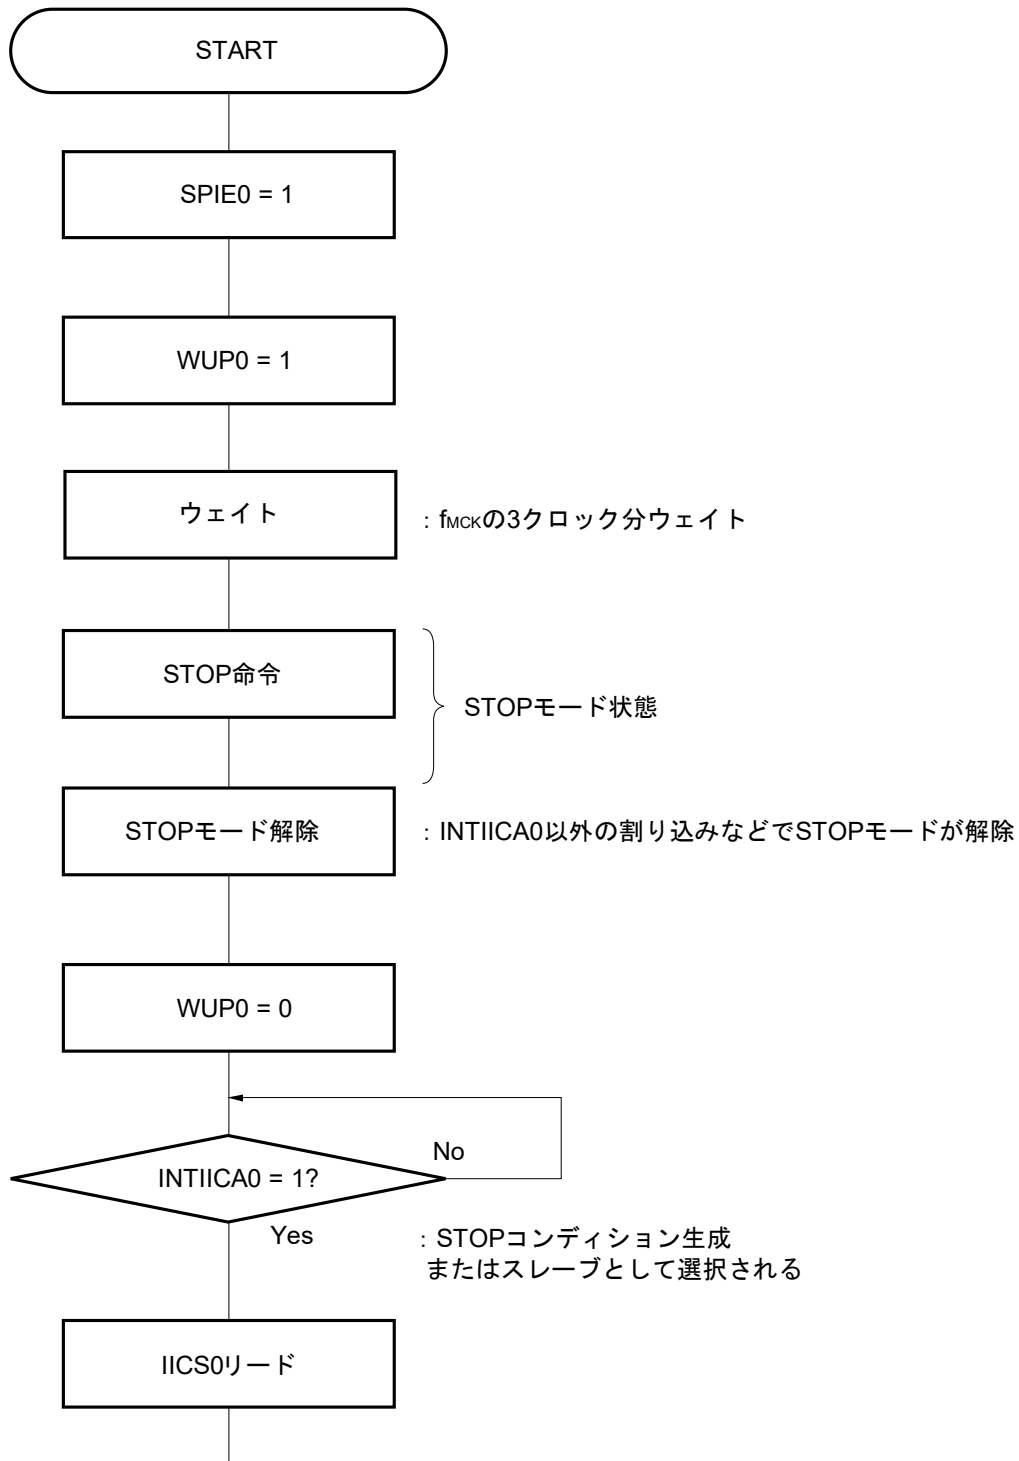 START
SPIE0 = 1
WUP0 = 1
ウェイト
: fMCKの3クロック分ウェイト
STOP命令
STOPモード状態
STOPモード解除
: INTIICA0以外の割り込みなどでSTOPモードが解除
WUP0 = 0
No
INTIICA0 = 1?
Yes
: STOPコンディション生成
またはスレーブとして選択される
IICS0リード